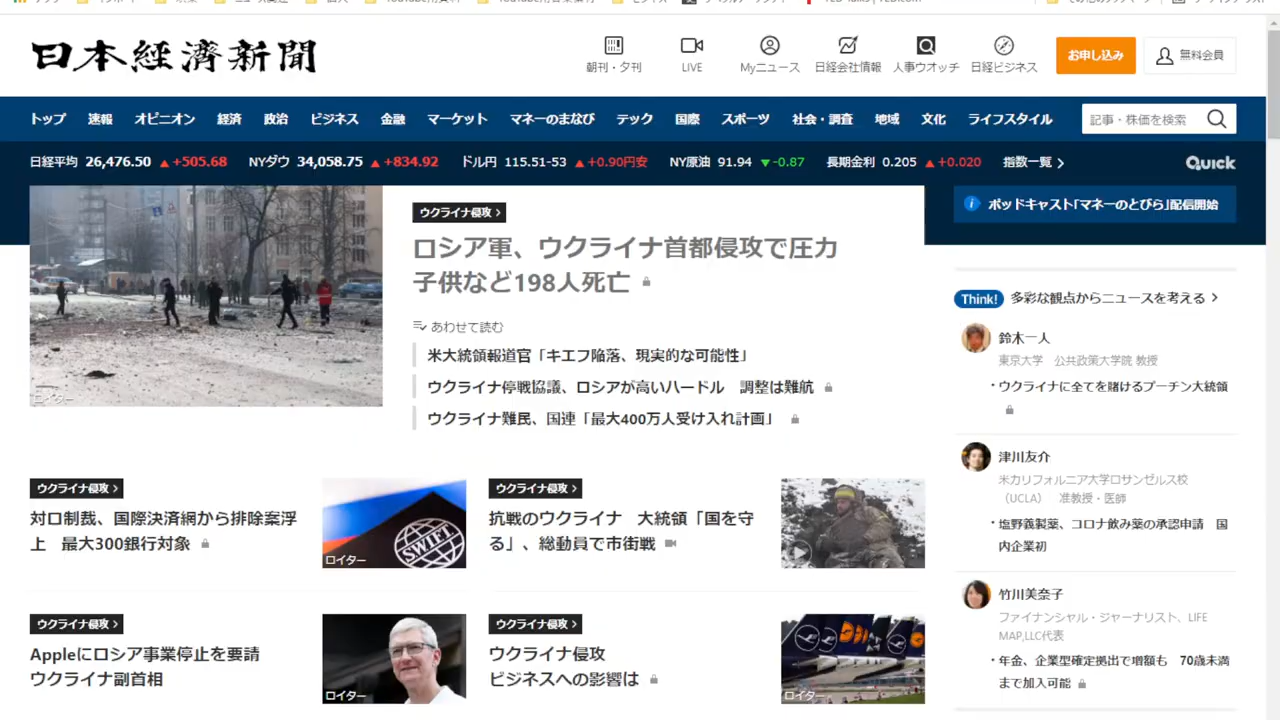 日本経済新聞
朝刊・夕刊
LIVE
Myニュース
日経会社情報
人事ウオッチ
日経ビジネス
お申し込み
無料会員
トップ 速報 オピニオン 経済 政治 ビジネス 金融 マーケット マネーのまなび テック 国際 スポーツ 社会・調査 地域 文化 ライフスタイル
記事・株価を検索
日経平均 26,476.50 ▲ +505.68 NYダウ 34,058.75 ▲ +834.92 ドル円 115.51-53 ▲ +0.90円安 NY原油 91.94 ▼ -0.87 長期金利 0.205 ▲ +0.020 指数一覧 >
QUICK
ウクライナ侵攻 >
ロシア軍、ウクライナ首都侵攻で圧力
子供など198人死亡
あわせて読む
米大統領報道官「キエフ陥落、現実的な可能性」
ウクライナ停戦協議、ロシアが高いハードル 調整は難航
ウクライナ難民、国連「最大400万人受け入れ計画」
ロイター
ポッドキャスト「マネーのとびら」配信開始
Think! 多彩な観点からニュースを考える >
鈴木一人
東京大学 公共政策大学院 教授
・ウクライナに全てを賭けるプーチン大統領
津川友介
米カリフォルニア大学ロサンゼルス校
（UCLA） 准教授・医師
・塩野義製薬、コロナ飲み薬の承認申請 国
内企業初
竹川美奈子
ファイナンシャル・ジャーナリスト、LIFE
MAP,LLC代表
・年金、企業型確定拠出で増額も 70歳未満
まで加入可能
ウクライナ侵攻 >
対ロ制裁、国際決済網から排除案浮
上 最大300銀行対象
SWIFT
ロイター
ウクライナ侵攻 >
抗戦のウクライナ 大統領「国を守
る」、総動員で市街戦
ウクライナ侵攻 >
Appleにロシア事業停止を要請
ウクライナ副首相
ロイター
ウクライナ侵攻 >
ウクライナ侵攻
ビジネスへの影響は
ロイター